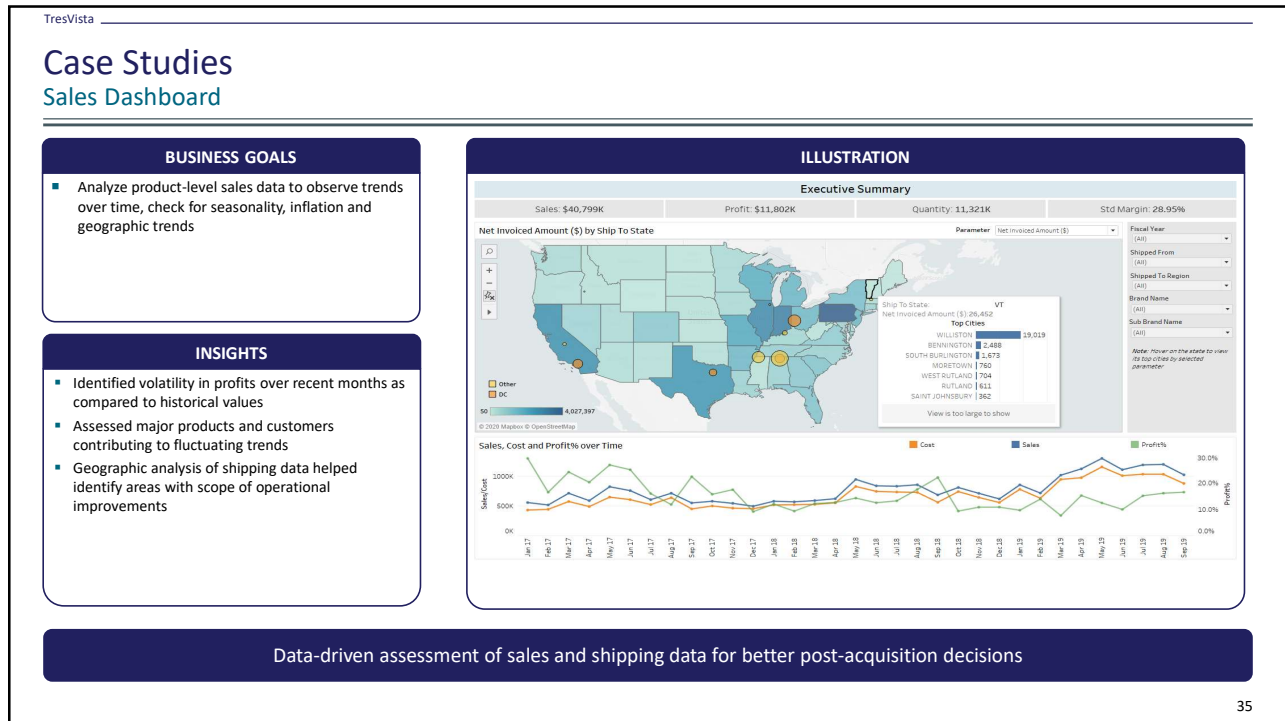 TresVista
Case Studies
Sales Dashboard
BUSINESS GOALS
▪ Analyze product-level sales data to observe trends
over time, check for seasonality, inflation and
geographic trends
INSIGHTS
▪ Identified volatility in profits over recent months as
compared to historical values
▪ Assessed major products and customers
contributing to fluctuating trends
▪ Geographic analysis of shipping data helped
identify areas with scope of operational
improvements
ILLUSTRATION
Executive Summary
Sales: $40,799K
Profit: $11,802K
Quantity: 11,321K
Std Margin: 28.95%
Net Invoiced Amount ($) by Ship To State
Parameter Net Invoiced Amount ($)
Fiscal Year
(All)
Shipped From
(All)
Shipped To Region
(All)
Brand Name
(All)
Sub Brand Name
(All)
Note: Hover on the state to view
its top cities by selected
parameter
Ship To State: VT
Net Invoiced Amount ($): 26,452
Top Cities
WILLISTON 19,019
BENNINGTON 2,488
SOUTH BURLINGTON 1,673
MORETOWN 760
WEST RUTLAND 704
RUTLAND 611
SAINT JOHNSBURY 362
View is too large to show
Other
DC
50 4,027,397
© 2020 Mapbox © OpenStreetMap
Sales, Cost and Profit% over Time
Cost
Sales
Profit%
Sales/Cost
1000K
500K
0K
30.0%
20.0%
10.0%
0.0%
Profit%
Jan 17
Feb 17
Mar 17
Apr 17
May 17
Jun 17
Jul 17
Aug 17
Sep 17
Oct 17
Nov 17
Dec 17
Jan 18
Feb 18
Mar 18
Apr 18
May 18
Jun 18
Jul 18
Aug 18
Sep 18
Oct 18
Nov 18
Dec 18
Jan 19
Feb 19
Mar 19
Apr 19
May 19
Jun 19
Jul 19
Aug 19
Sep 19
Data-driven assessment of sales and shipping data for better post-acquisition decisions
35